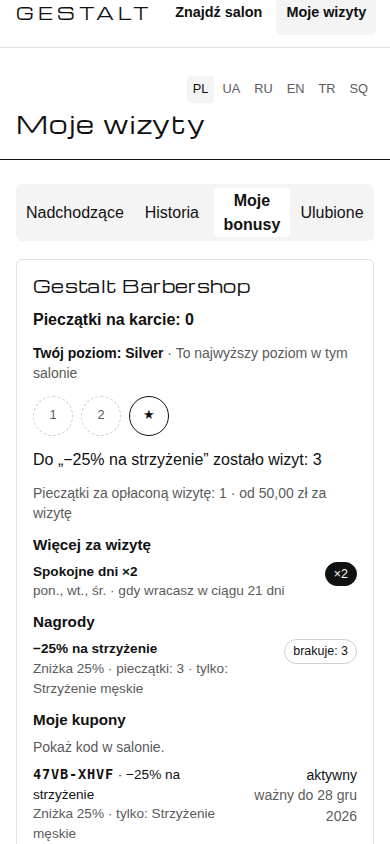 GESTALT Znajdź salon Moje wizyty
PL UA RU EN TR SQ
Moje wizyty
Nadchodzące Historia Moje bonusy Ulubione
Gestalt Barbershop
Pieczątki na karcie: 0
Twój poziom: Silver · To najwyższy poziom w tym
salonie
1 2 ★
Do „−25% na strzyżenie” zostało wizyt: 3
Pieczątki za opłaconą wizytę: 1 · od 50,00 zł za
wizytę
Więcej za wizytę
Spokojne dni ×2 ×2
pon., wt., śr. · gdy wracasz w ciągu 21 dni
Nagrody
−25% na strzyżenie brakuje: 3
Zniżka 25% · pieczątki: 3 · tylko:
Strzyżenie męskie
Moje kupony
Pokaż kod w salonie.
47VB-XHVF · −25% na
strzyżenie
Zniżka 25% · tylko: Strzyżenie
męskie
aktywny
ważny do 28 gru
2026